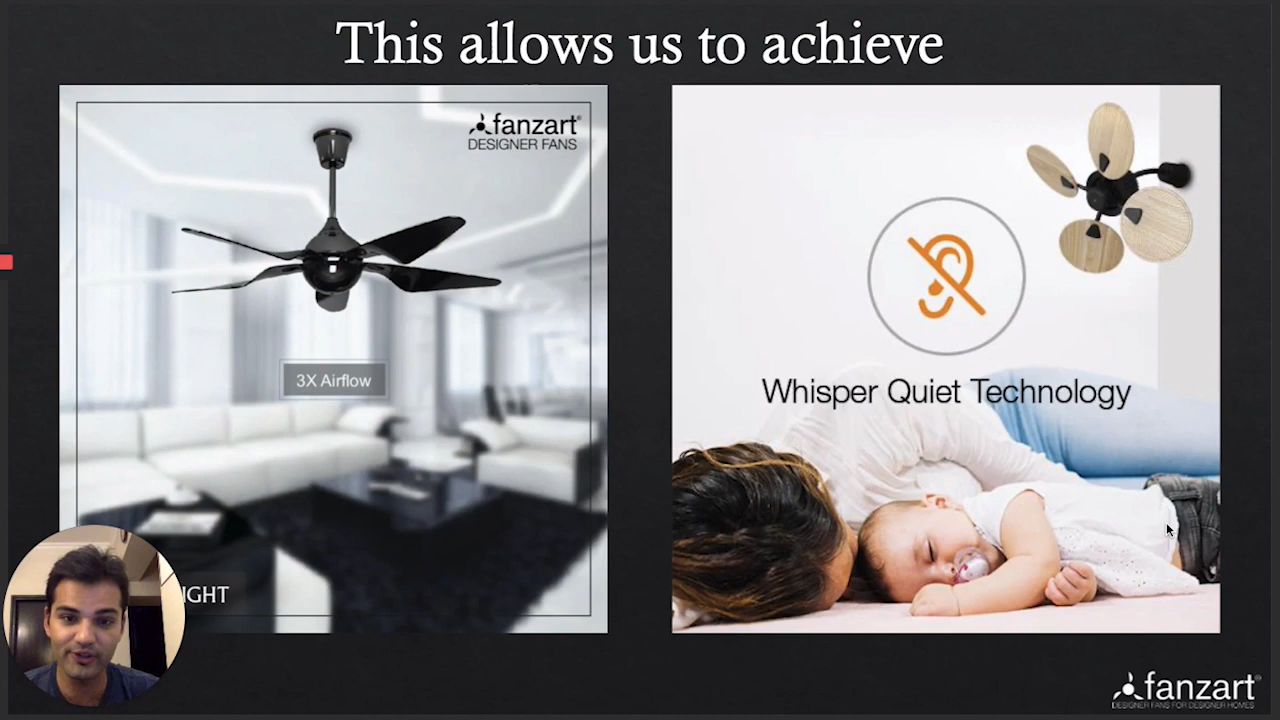 This allows us to achieve
fanzart®
DESIGNER FANS
3X Airflow
Whisper Quiet Technology
fanzart®
DESIGNER FANS FOR DESIGNER HOMES